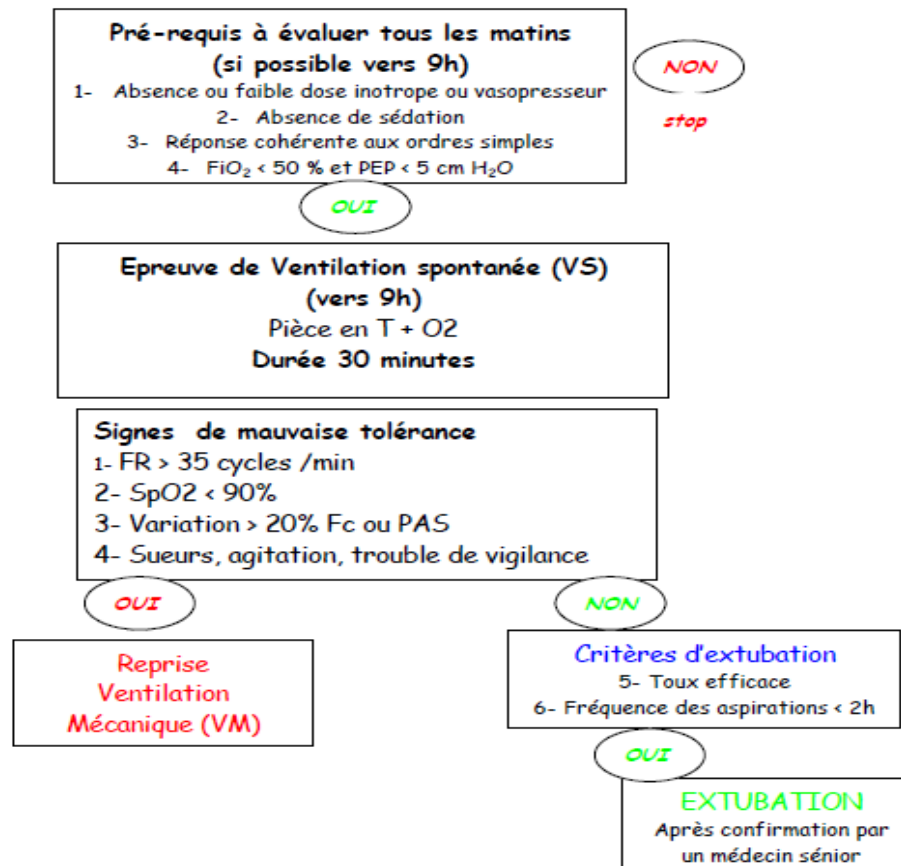 Pré-requis à évaluer tous les matins
(si possible vers 9h)
1- Absence ou faible dose inotrope ou vasopresseur
2- Absence de sédation
3- Réponse cohérente aux ordres simples
4- FiO₂ < 50 % et PEP < 5 cm H₂O
NON
stop
OUI
Epreuve de Ventilation spontanée (VS)
(vers 9h)
Pièce en T + O2
Durée 30 minutes
Signes de mauvaise tolérance
1- FR > 35 cycles /min
2- SpO2 < 90%
3- Variation > 20% Fc ou PAS
4- Sueurs, agitation, trouble de vigilance
OUI
Reprise
Ventilation
Mécanique (VM)
NON
Critères d'extubation
5- Toux efficace
6- Fréquence des aspirations < 2h
OUI
EXTUBATION
Après confirmation par
un médecin sénior